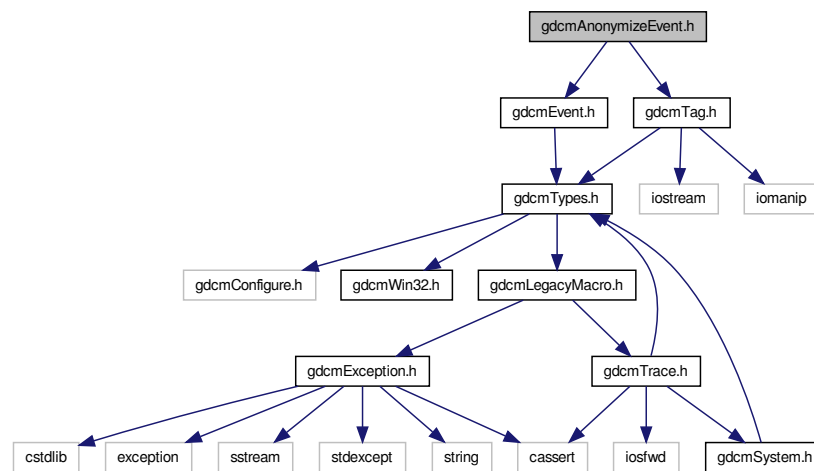 gdcmAnonymizeEvent.h
gdcmEvent.h
gdcmTag.h
gdcmTypes.h
iostream
iomanip
gdcmConfigure.h
gdcmWin32.h
gdcmLegacyMacro.h
gdcmException.h
gdcmTrace.h
cstdlib
exception
sstream
stdexcept
string
cassert
iosfwd
gdcmSystem.h